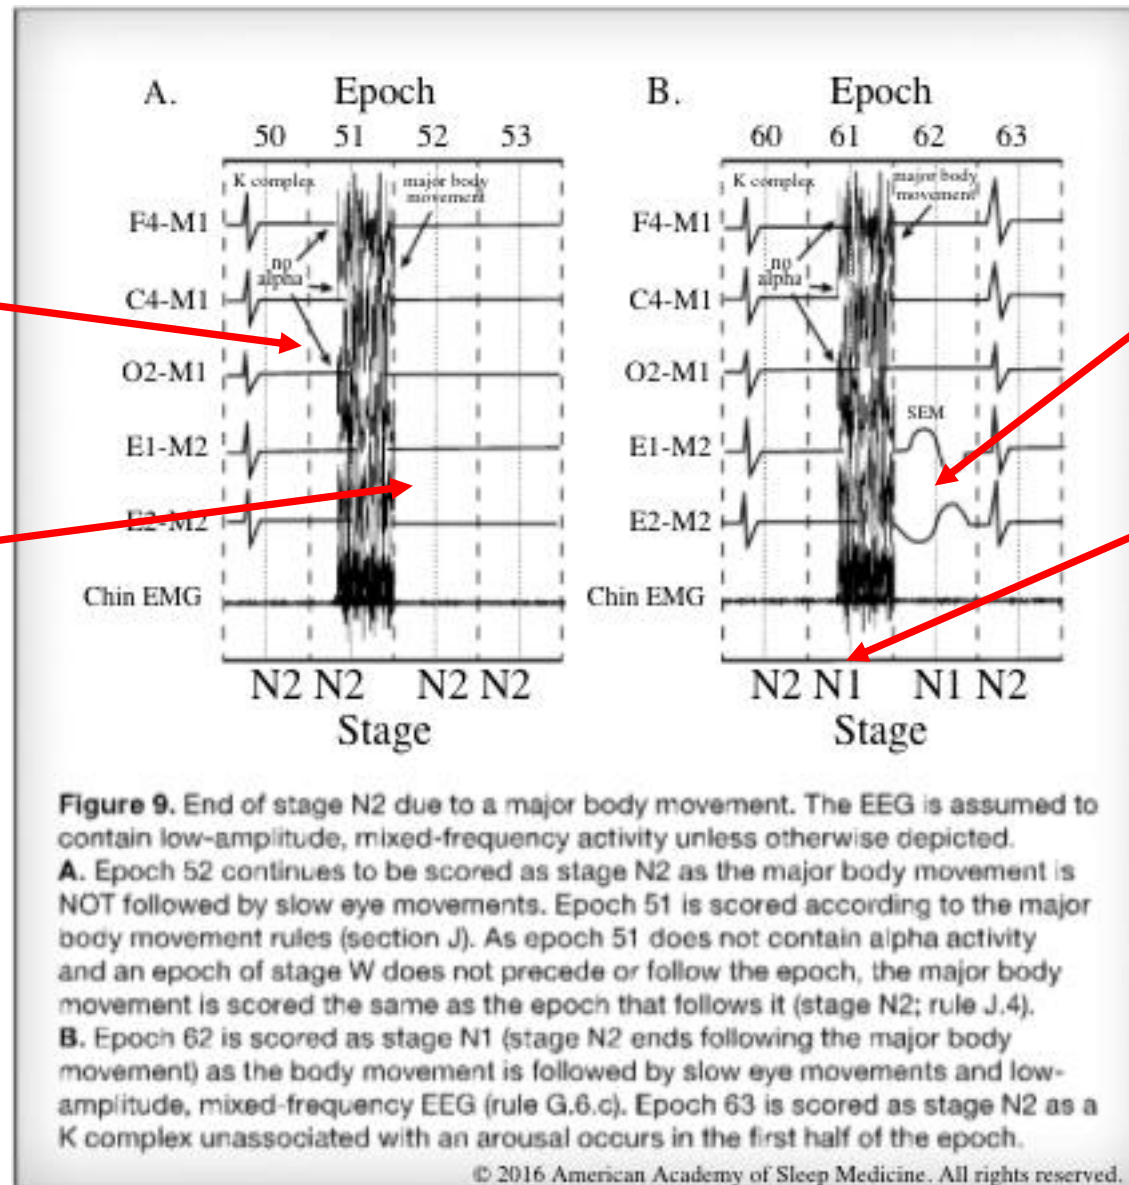 A. Epoch
50 51 52 53
K complex
major body
movement
F4-M1
no
alpha
C4-M1
O2-M1
E1-M2
E2-M2
Chin EMG
N2 N2 N2 N2
Stage
B. Epoch
60 61 62 63
K complex
major body
movement
F4-M1
no
alpha
C4-M1
O2-M1
SEM
E1-M2
E2-M2
Chin EMG
N2 N1 N1 N2
Stage
Figure 9. End of stage N2 due to a major body movement. The EEG is assumed to
contain low-amplitude, mixed-frequency activity unless otherwise depicted.
A. Epoch 52 continues to be scored as stage N2 as the major body movement is
NOT followed by slow eye movements. Epoch 51 is scored according to the major
body movement rules (section J). As epoch 51 does not contain alpha activity
and an epoch of stage W does not precede or follow the epoch, the major body
movement is scored the same as the epoch that follows it (stage N2; rule J.4).
B. Epoch 62 is scored as stage N1 (stage N2 ends following the major body
movement) as the body movement is followed by slow eye movements and low-
amplitude, mixed-frequency EEG (rule G.6.c). Epoch 63 is scored as stage N2 as a
K complex unassociated with an arousal occurs in the first half of the epoch.
© 2016 American Academy of Sleep Medicine. All rights reserved.